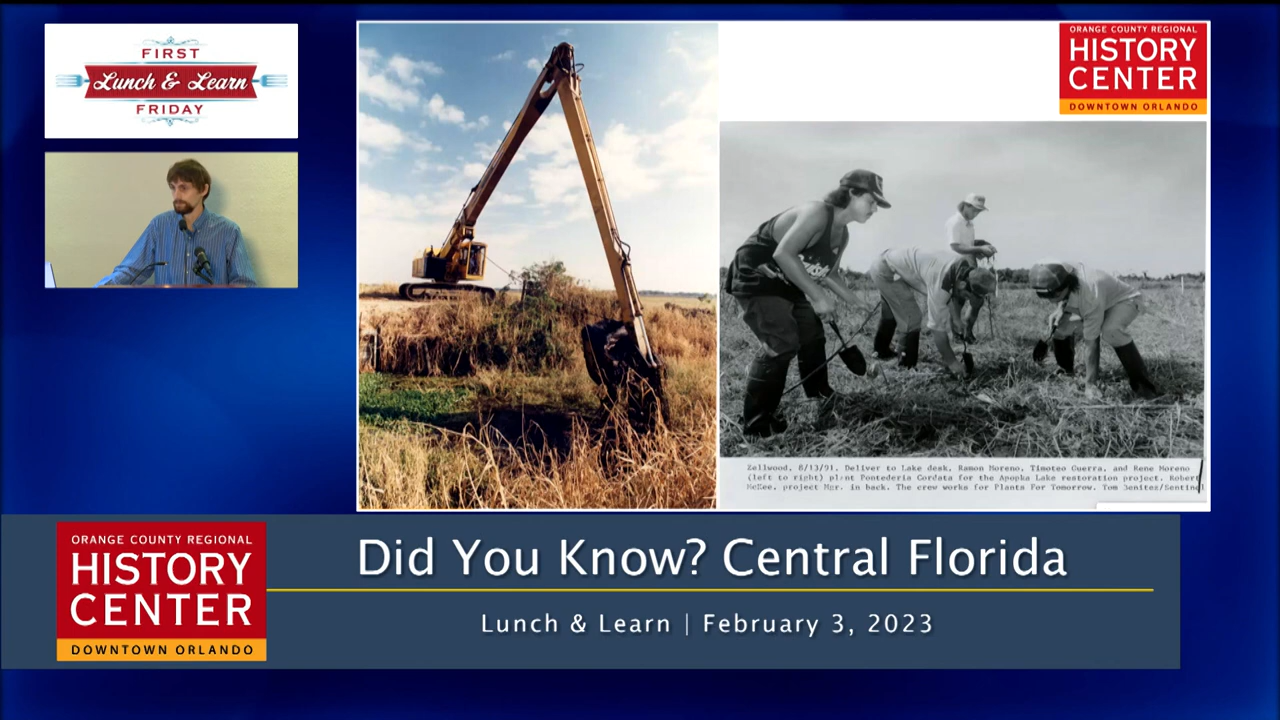 FIRST
Lunch & Learn
FRIDAY
ORANGE COUNTY REGIONAL
HISTORY
CENTER
DOWNTOWN ORLANDO
Zellwood, 8/13/91, Deliver to Lake desk, Ramon Moreno, Timoteo Guerra, and Rene Moreno
(left to right) plant Pontederia Cordata for the Apopka Lake restoration project. Robert
McKee, project Mgr. in back. The crew works for Plants For Tomorrow. Tom Benitez/Sentinel
ORANGE COUNTY REGIONAL
HISTORY
CENTER
DOWNTOWN ORLANDO
Did You Know? Central Florida
Lunch & Learn | February 3, 2023